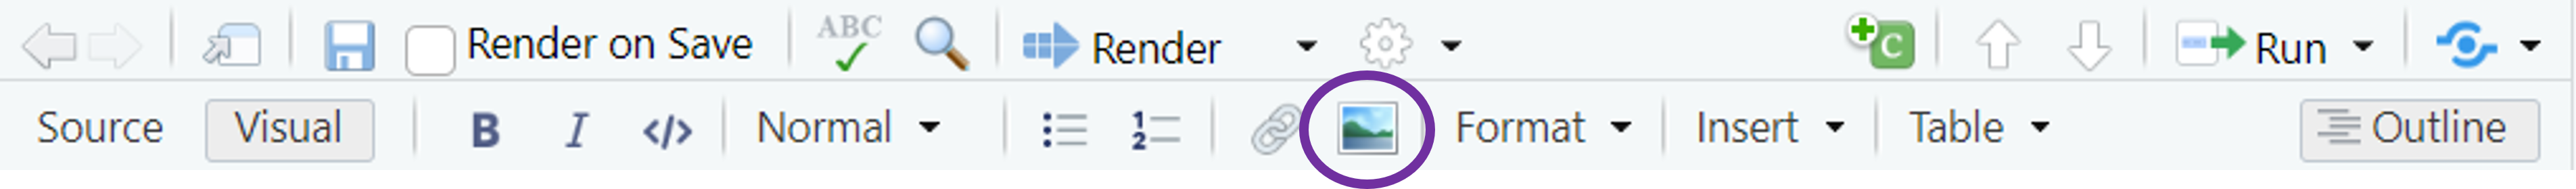 Render on Save ABC Render C Run
Source Visual B I </> Normal 1 2 Format Insert Table Outline